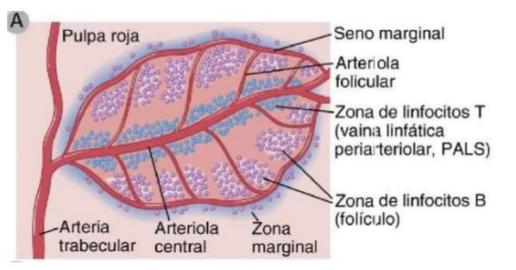 A
Pulpa roja
Seno marginal
Arteriola
folicular
Zona de linfocitos T
(vaina linfática
periarteriolar, PALS)
Zona de linfocitos B
(folículo)
Arteria
trabecular
Arteriola
central
Zona
marginal